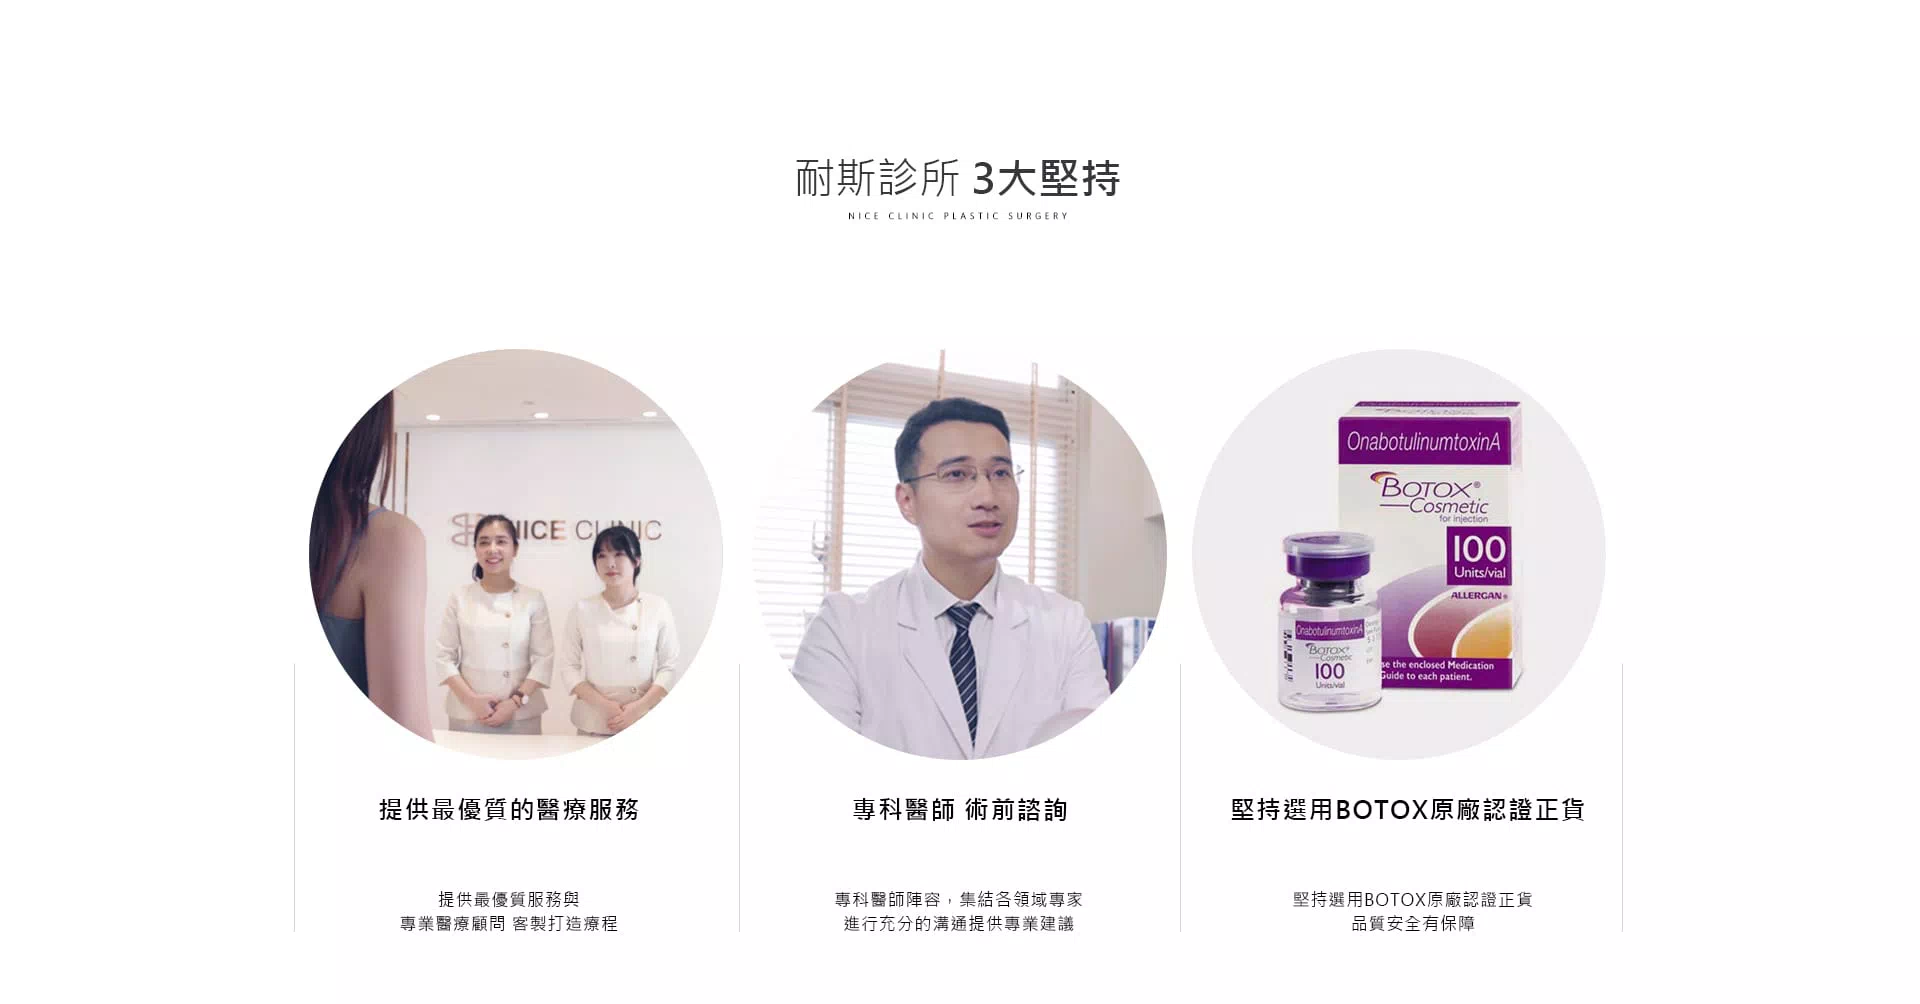 耐斯診所 3大堅持
NICE CLINIC PLASTIC SURGERY
NICE CLINIC
OnabotulinumtoxinA
BOTOX®
Cosmetic
for injection
100
Units/vial
ALLERGAN
se the enclosed Medication
Guide to each patient.
OnabotulinumtoxinA
BOTOX®
Cosmetic
100
Units/vial
提供最優質的醫療服務
專科醫師 術前諮詢
堅持選用BOTOX原廠認證正貨
提供最優質服務與
專業醫療顧問 客製打造療程
專科醫師陣容，集結各領域專家
進行充分的溝通提供專業建議
堅持選用BOTOX原廠認證正貨
品質安全有保障